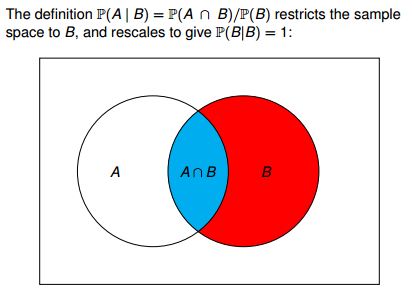 The definition ℙ(A | B) = ℙ(A ∩ B)/ℙ(B) restricts the sample
space to B, and rescales to give ℙ(B|B) = 1:
A A∩B B